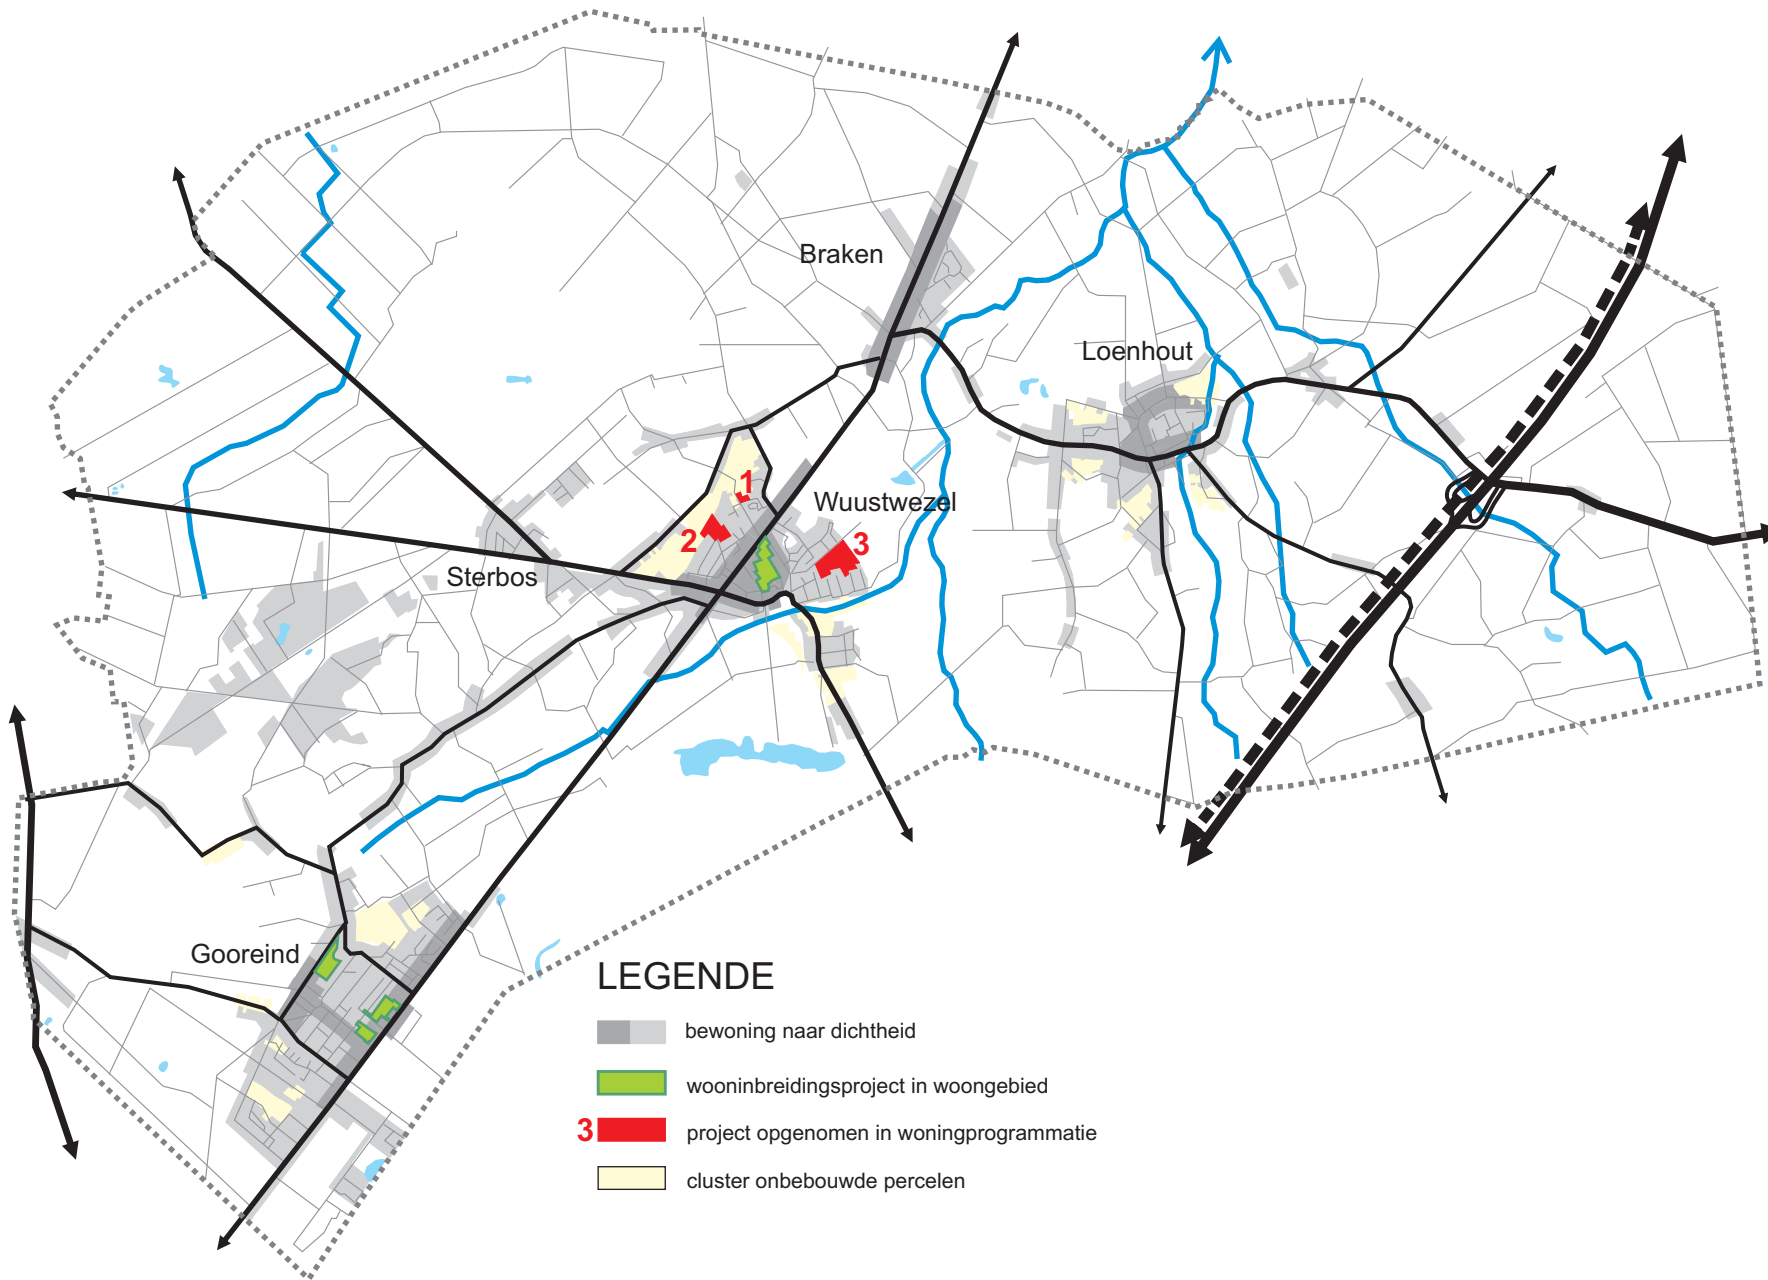 Braken
Loenhout
1
Wuustwezel
2
3
Sterbos
Gooreind
LEGENDE
bewoning naar dichtheid
wooninbreidingsproject in woongebied
3 project opgenomen in woningprogrammatie
cluster onbebouwde percelen